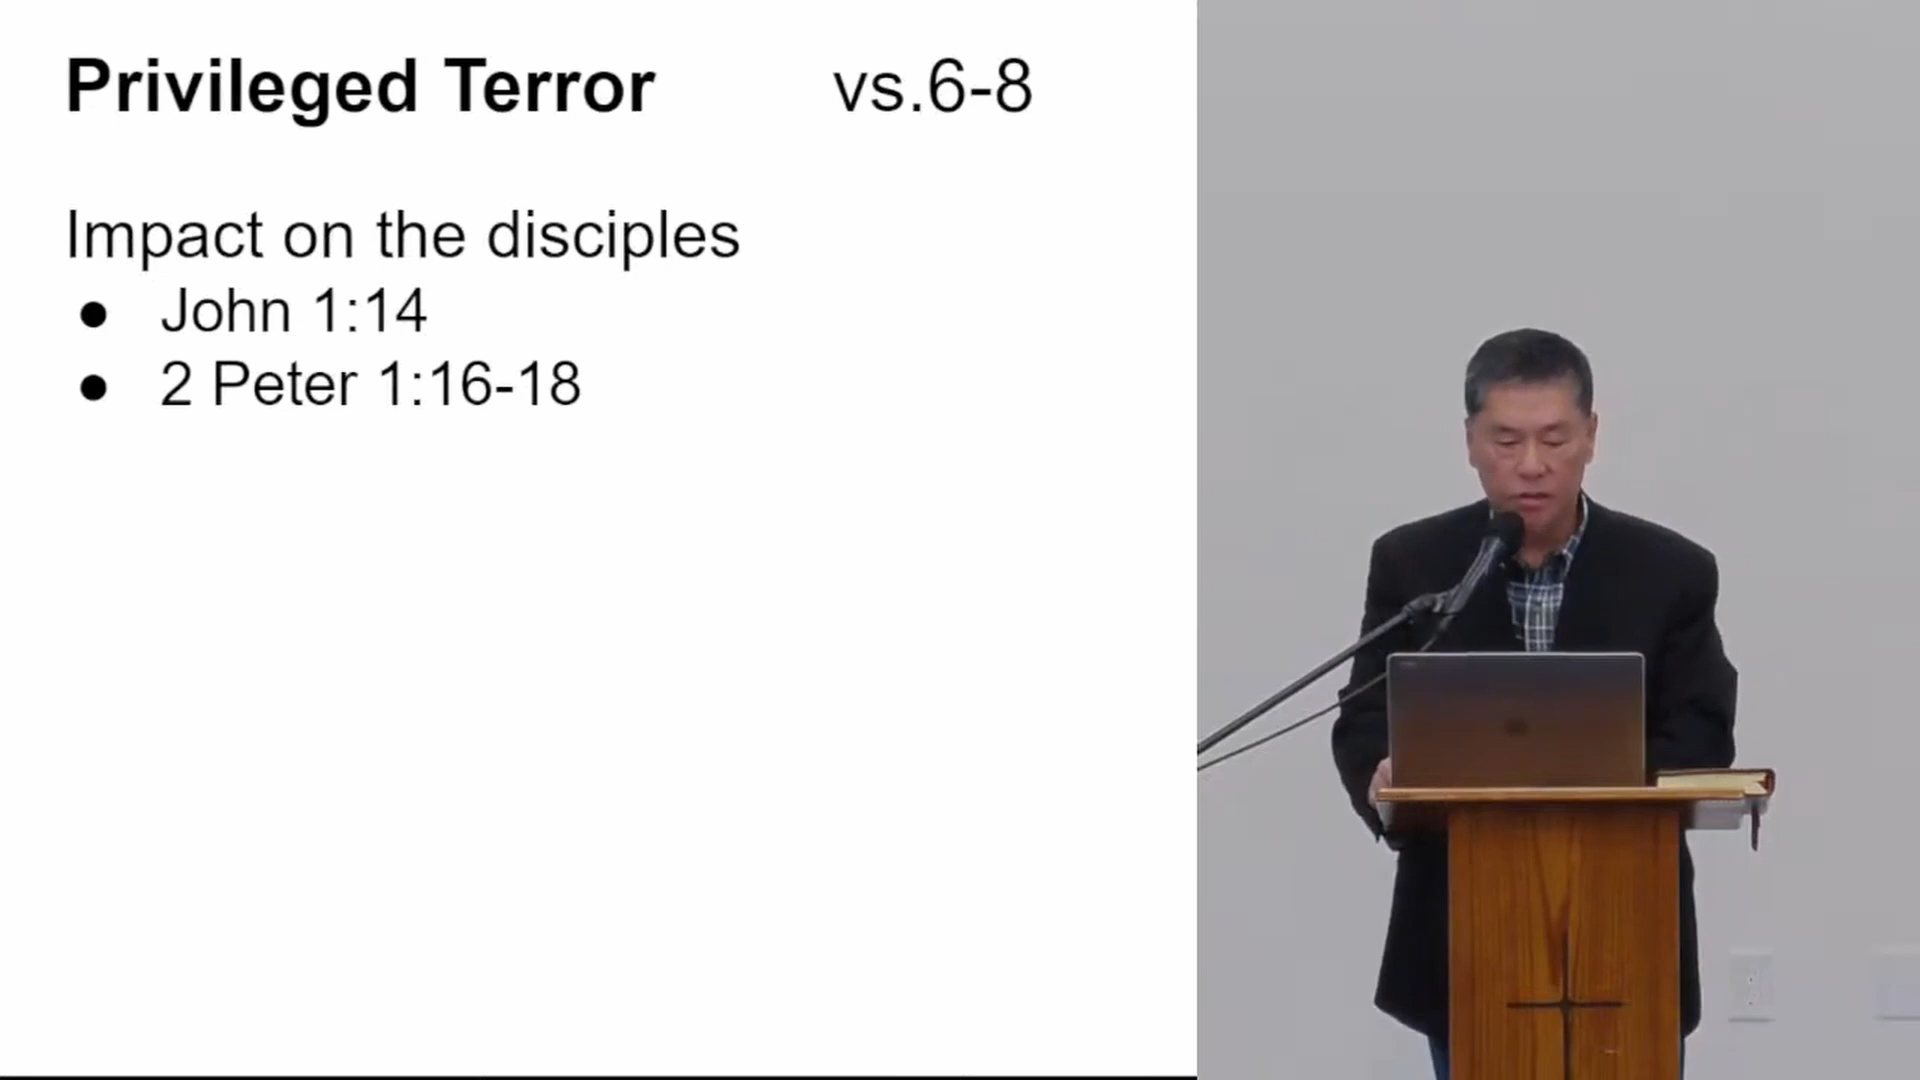 Privileged Terror vs.6-8
Impact on the disciples
● John 1:14
● 2 Peter 1:16-18